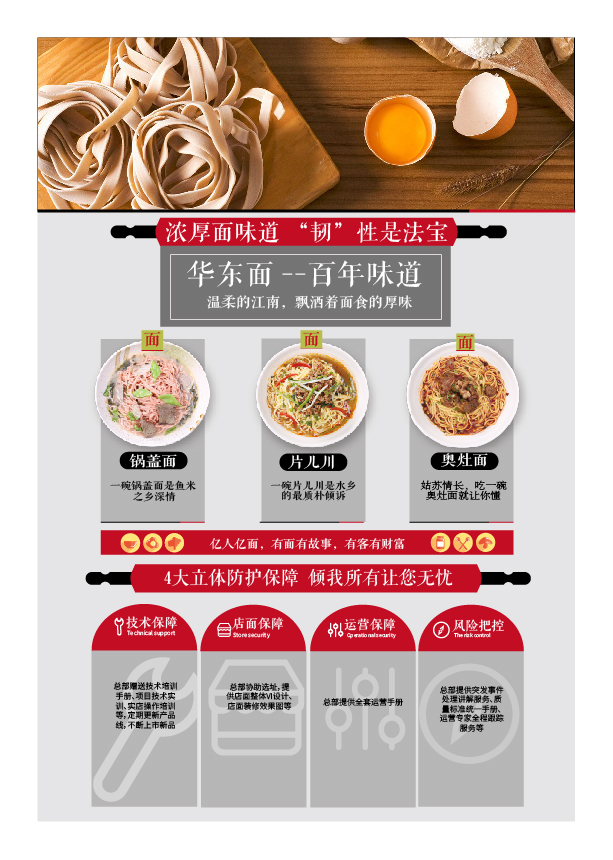 浓厚面味道 “韧”性是法宝
华东面 --百年味道
温柔的江南，飘洒着面食的厚味
面
面
面
锅盖面
片儿川
奥灶面
一碗锅盖面是鱼米
之乡深情
一碗片儿川是水乡
的最质朴倾诉
姑苏情长，吃一碗
奥灶面就让你懂
亿人亿面，有面有故事，有客有财富
4大立体防护保障 倾我所有让您无忧
技术保障
Technical support
店面保障
Store security
运营保障
Operational security
风险把控
The risk control
总部赠送技术培训
手册、项目技术实
训、实店操作培训
等，定期更新产品
线，不断上市新品
总部协助选址，提
供店面整体VI设计、
店面装修效果图等
总部提供全套运营手册
总部提供突发事件
处理讲解服务、质
量标准统一手册、
运营专家全程跟踪
服务等